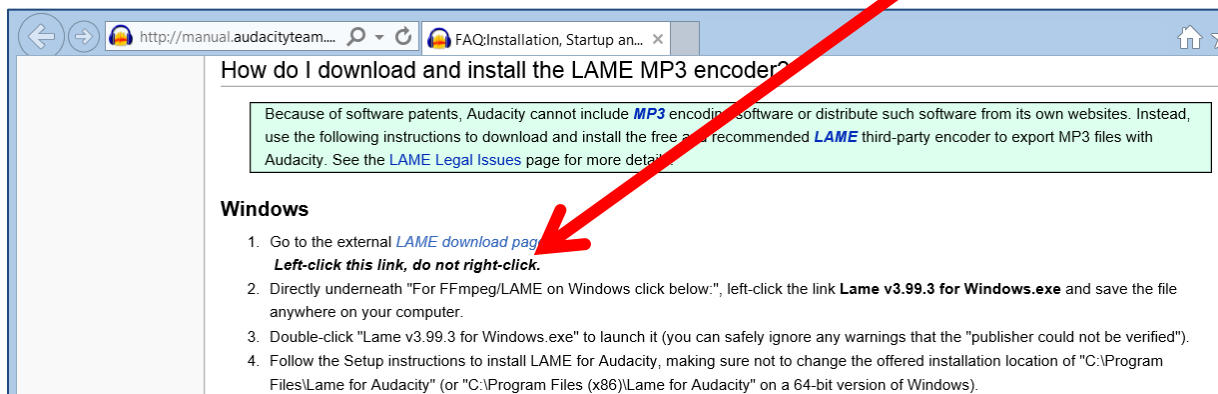 http://manual.audacityteam.... FAQ:Installation, Startup an...
How do I download and install the LAME MP3 encoder?
Because of software patents, Audacity cannot include MP3 encoding software or distribute such software from its own websites. Instead,
use the following instructions to download and install the free and recommended LAME third-party encoder to export MP3 files with
Audacity. See the LAME Legal Issues page for more details.
Windows
1. Go to the external LAME download page
Left-click this link, do not right-click.
2. Directly underneath "For FFmpeg/LAME on Windows click below:", left-click the link Lame v3.99.3 for Windows.exe and save the file
anywhere on your computer.
3. Double-click "Lame v3.99.3 for Windows.exe" to launch it (you can safely ignore any warnings that the "publisher could not be verified").
4. Follow the Setup instructions to install LAME for Audacity, making sure not to change the offered installation location of "C:\Program
Files\Lame for Audacity" (or "C:\Program Files (x86)\Lame for Audacity" on a 64-bit version of Windows).